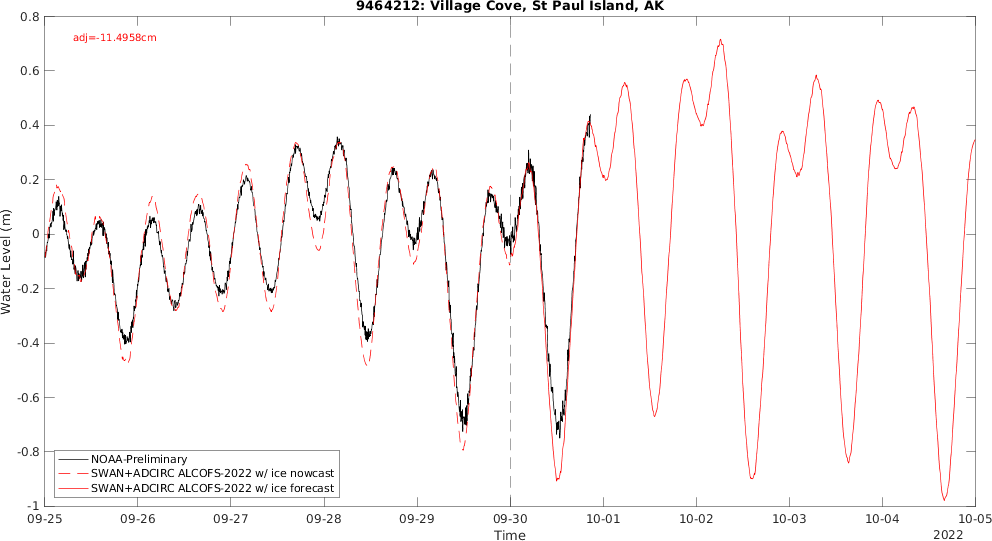 9464212: Village Cove, St Paul Island, AK
adj=-11.4958cm
Water Level (m)
0.8
0.6
0.4
0.2
0
-0.2
-0.4
-0.6
-0.8
-1
NOAA-Preliminary
SWAN+ADCIRC ALCOFS-2022 w/ ice nowcast
SWAN+ADCIRC ALCOFS-2022 w/ ice forecast
09-25 09-26 09-27 09-28 09-29 09-30 10-01 10-02 10-03 10-04 10-05
Time
2022